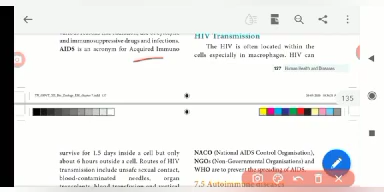 and immunosuppressive drugs and infections.
AIDS is an acronym for Acquired Immuno
HIV Transmission
The HIV is often located within the
cells especially in macrophages. HIV can
127 Human Health and Diseases
135
survive for 1.5 days inside a cell but only
about 6 hours outside a cell. Routes of HIV
transmission include unsafe sexual contact,
blood-contaminated needles, organ
NACO (National AIDS Control Organisation),
NGOs (Non-Governmental Organisations) and
WHO are to prevent the spreading of AIDS.
7.5 Autoimmune diseases